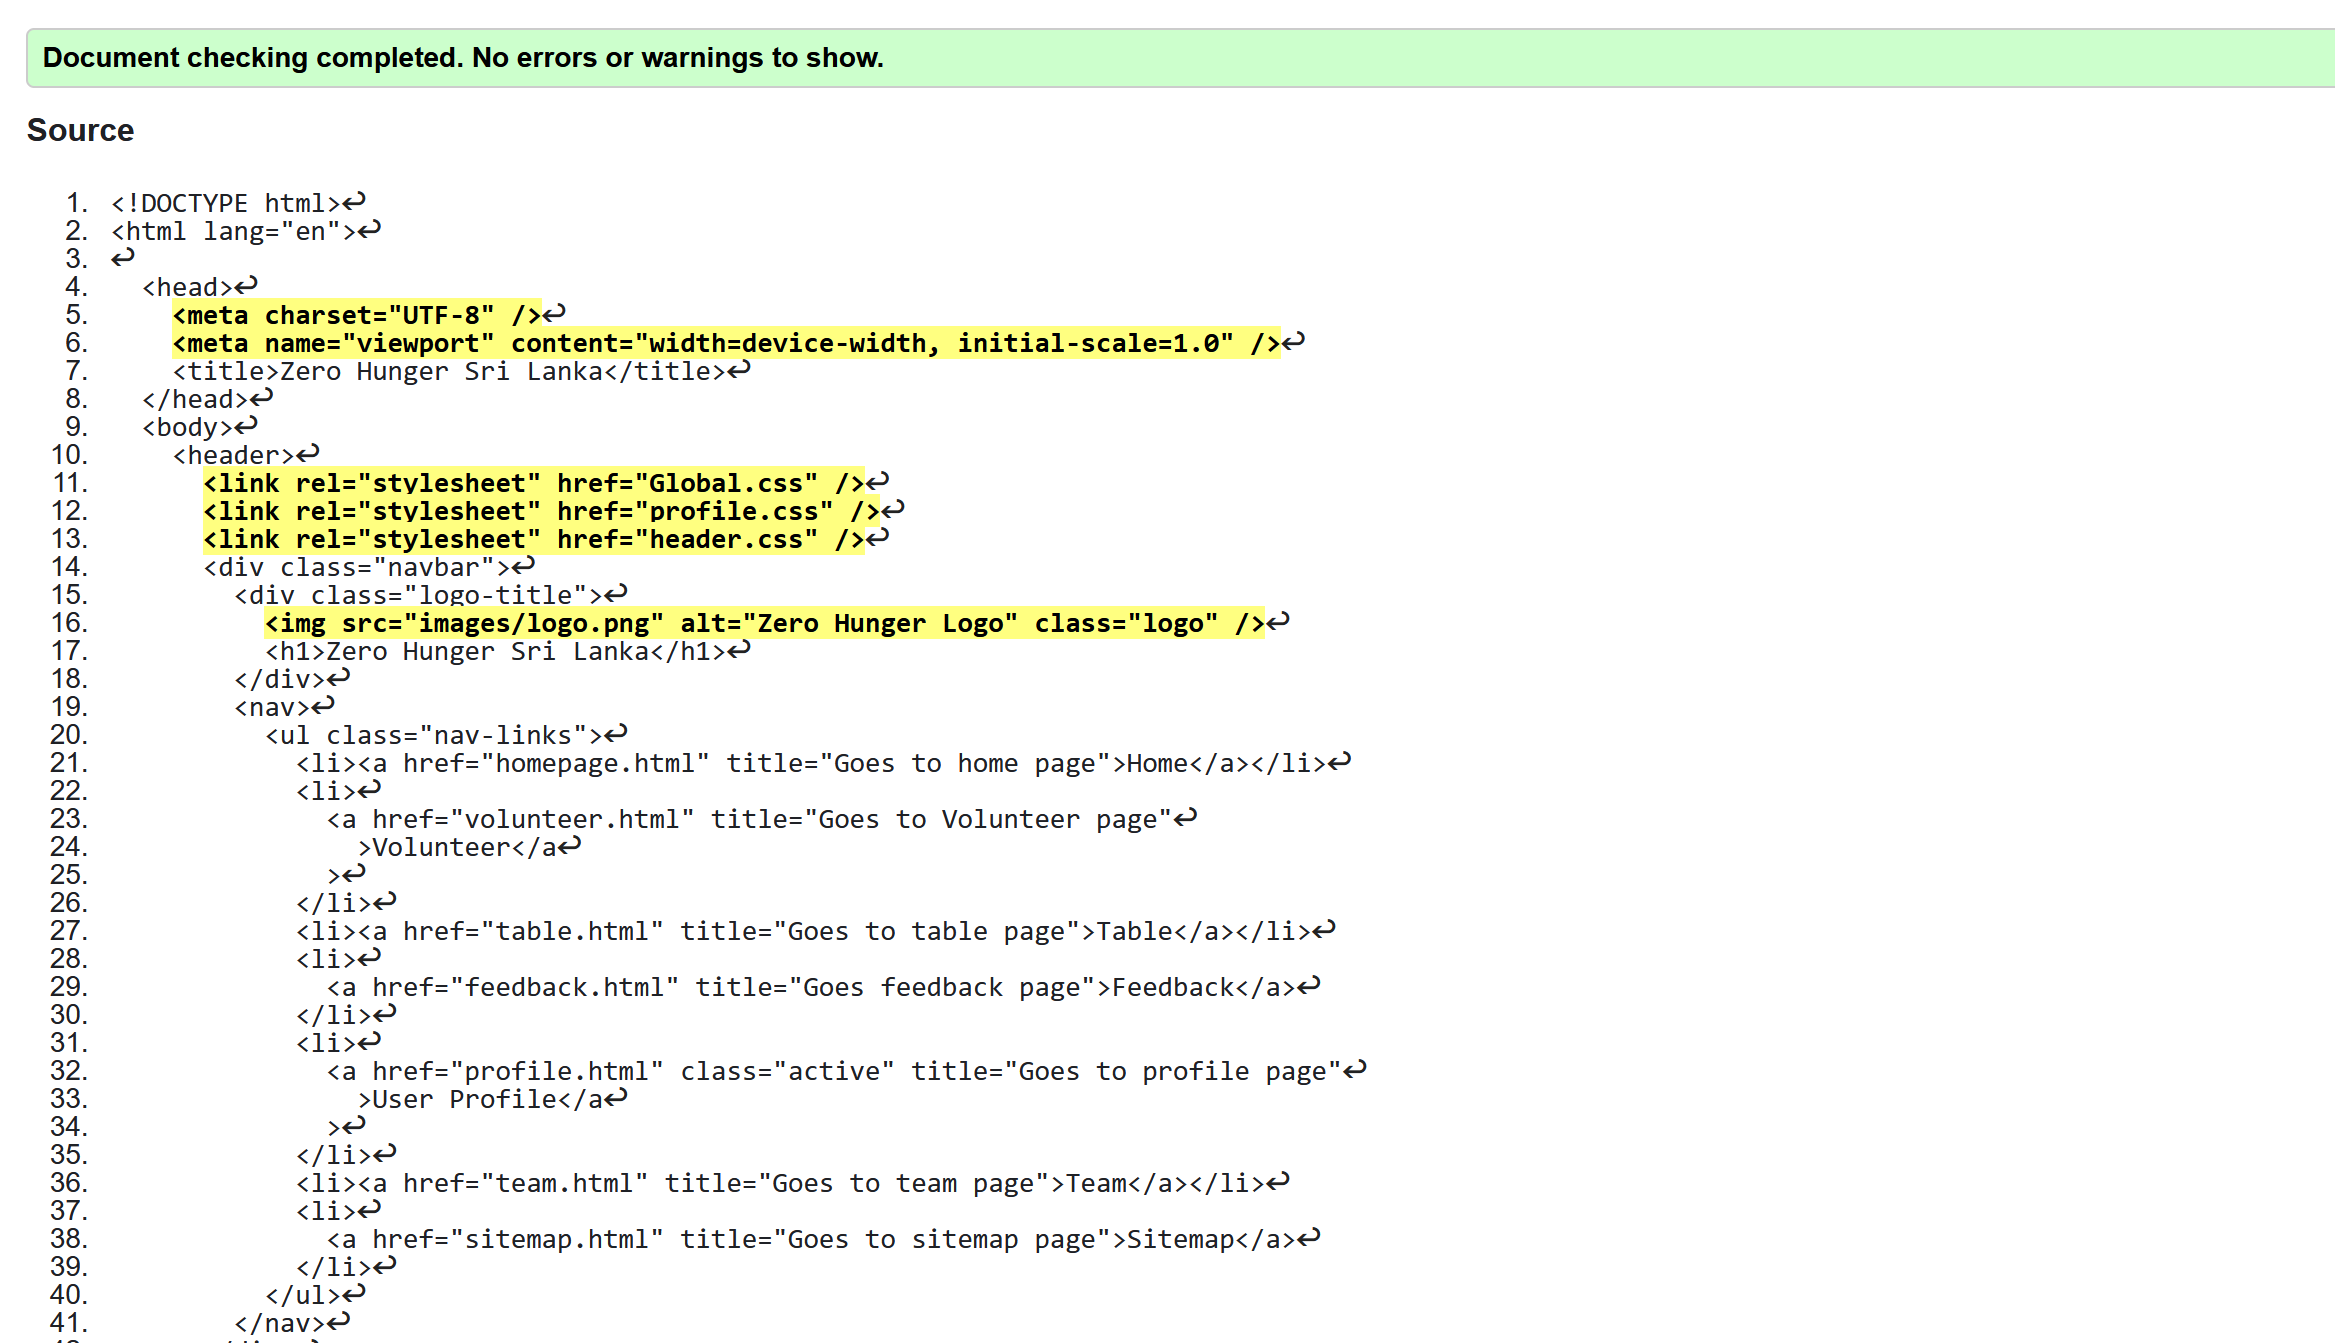 Document checking completed. No errors or warnings to show.
Source
1. <!DOCTYPE html>↩
2. <html lang="en">↩
3. ↩
4.   <head>↩
5.     <meta charset="UTF-8" />↩
6.     <meta name="viewport" content="width=device-width, initial-scale=1.0" />↩
7.     <title>Zero Hunger Sri Lanka</title>↩
8.   </head>↩
9.   <body>↩
10.     <header>↩
11.       <link rel="stylesheet" href="Global.css" />↩
12.       <link rel="stylesheet" href="profile.css" />↩
13.       <link rel="stylesheet" href="header.css" />↩
14.       <div class="navbar">↩
15.         <div class="logo-title">↩
16.           <img src="images/logo.png" alt="Zero Hunger Logo" class="logo" />↩
17.           <h1>Zero Hunger Sri Lanka</h1>↩
18.         </div>↩
19.         <nav>↩
20.           <ul class="nav-links">↩
21.             <li><a href="homepage.html" title="Goes to home page">Home</a></li>↩
22.             <li>↩
23.               <a href="volunteer.html" title="Goes to Volunteer page"↩
24.                 >Volunteer</a↩
25.               >↩
26.             </li>↩
27.             <li><a href="table.html" title="Goes to table page">Table</a></li>↩
28.             <li>↩
29.               <a href="feedback.html" title="Goes feedback page">Feedback</a>↩
30.             </li>↩
31.             <li>↩
32.               <a href="profile.html" class="active" title="Goes to profile page"↩
33.                 >User Profile</a↩
34.               >↩
35.             </li>↩
36.             <li><a href="team.html" title="Goes to team page">Team</a></li>↩
37.             <li>↩
38.               <a href="sitemap.html" title="Goes to sitemap page">Sitemap</a>↩
39.             </li>↩
40.           </ul>↩
41.         </nav>↩